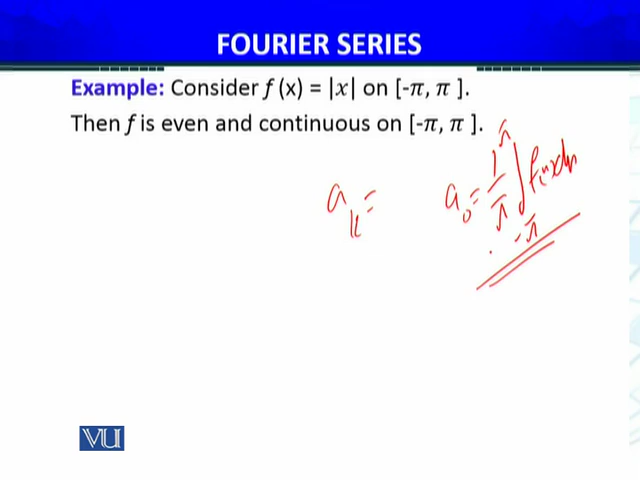 FOURIER SERIES
Example: Consider f (x) = |x| on [-π, π ].
Then f is even and continuous on [-π, π ].
a_k = a_0 = 1/π ∫_{-π}^{π} f(x)dx
VU